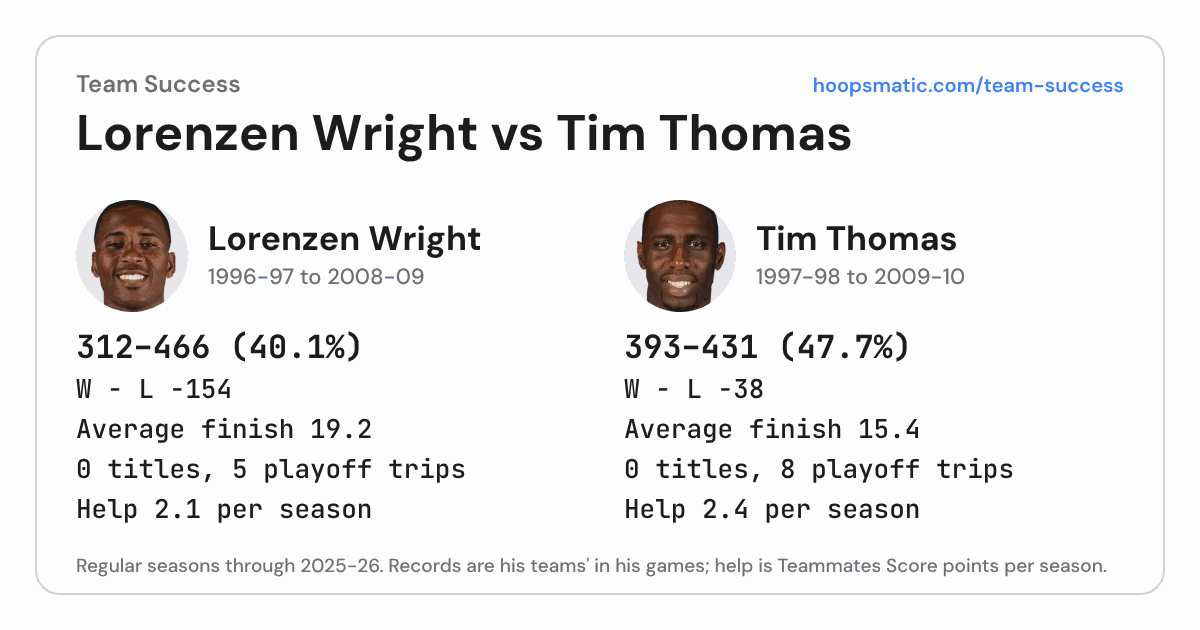 Team Success
hoopsmatic.com/team-success
Lorenzen Wright vs Tim Thomas
Lorenzen Wright
1996–97 to 2008–09
312–466 (40.1%)
W - L -154
Average finish 19.2
0 titles, 5 playoff trips
Help 2.1 per season
Tim Thomas
1997–98 to 2009–10
393–431 (47.7%)
W - L -38
Average finish 15.4
0 titles, 8 playoff trips
Help 2.4 per season
Regular seasons through 2025-26. Records are his teams' in his games; help is Teammates Score points per season.